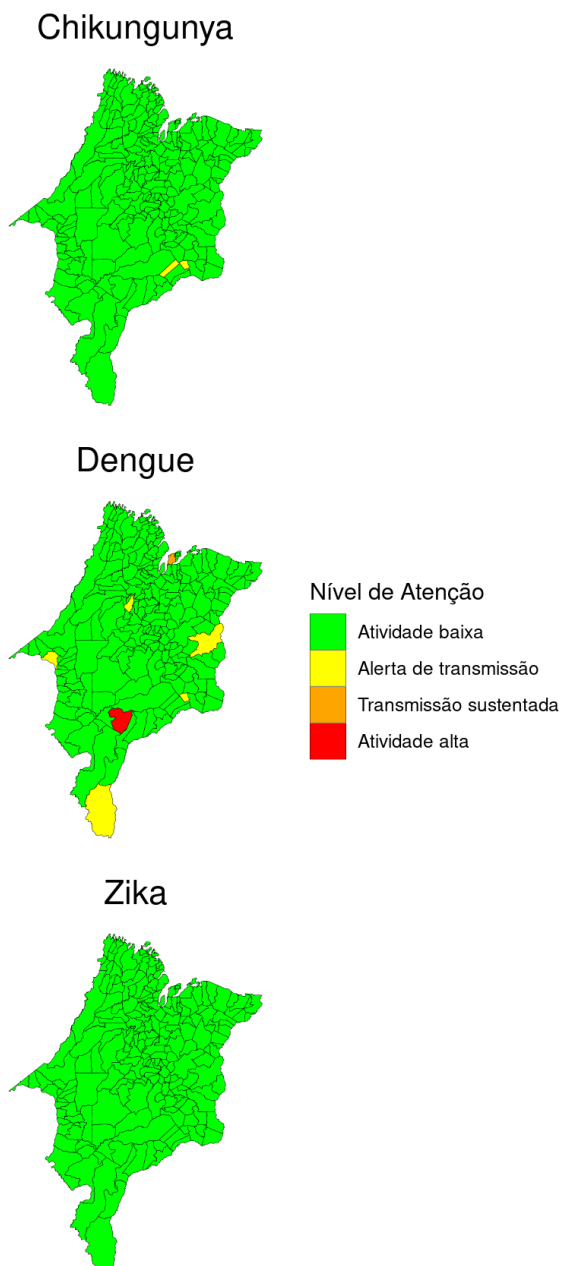 Chikungunya
Dengue
Nível de Atenção
Atividade baixa
Alerta de transmissão
Transmissão sustentada
Atividade alta
Zika